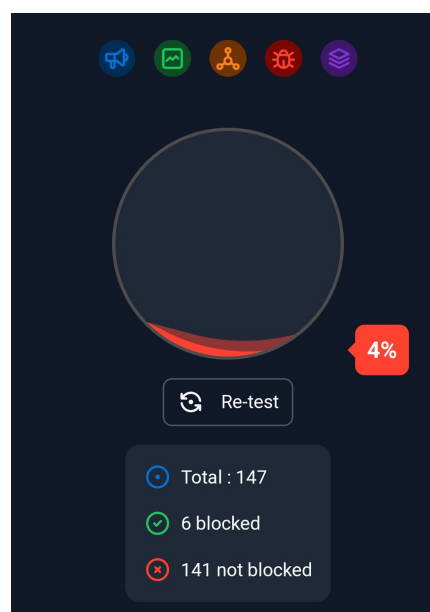 4%
Re-test
Total : 147
6 blocked
141 not blocked